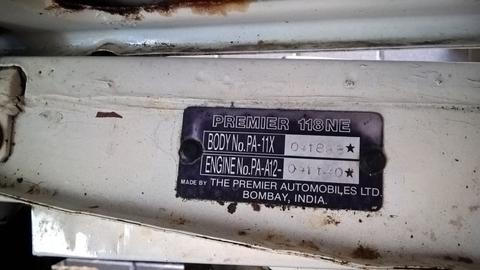 PREMIER 118NE
BODY No. PA-11X
ENGINE No. PA-A12-
MADE BY THE PREMIER AUTOMOBILES LTD.
BOMBAY, INDIA.